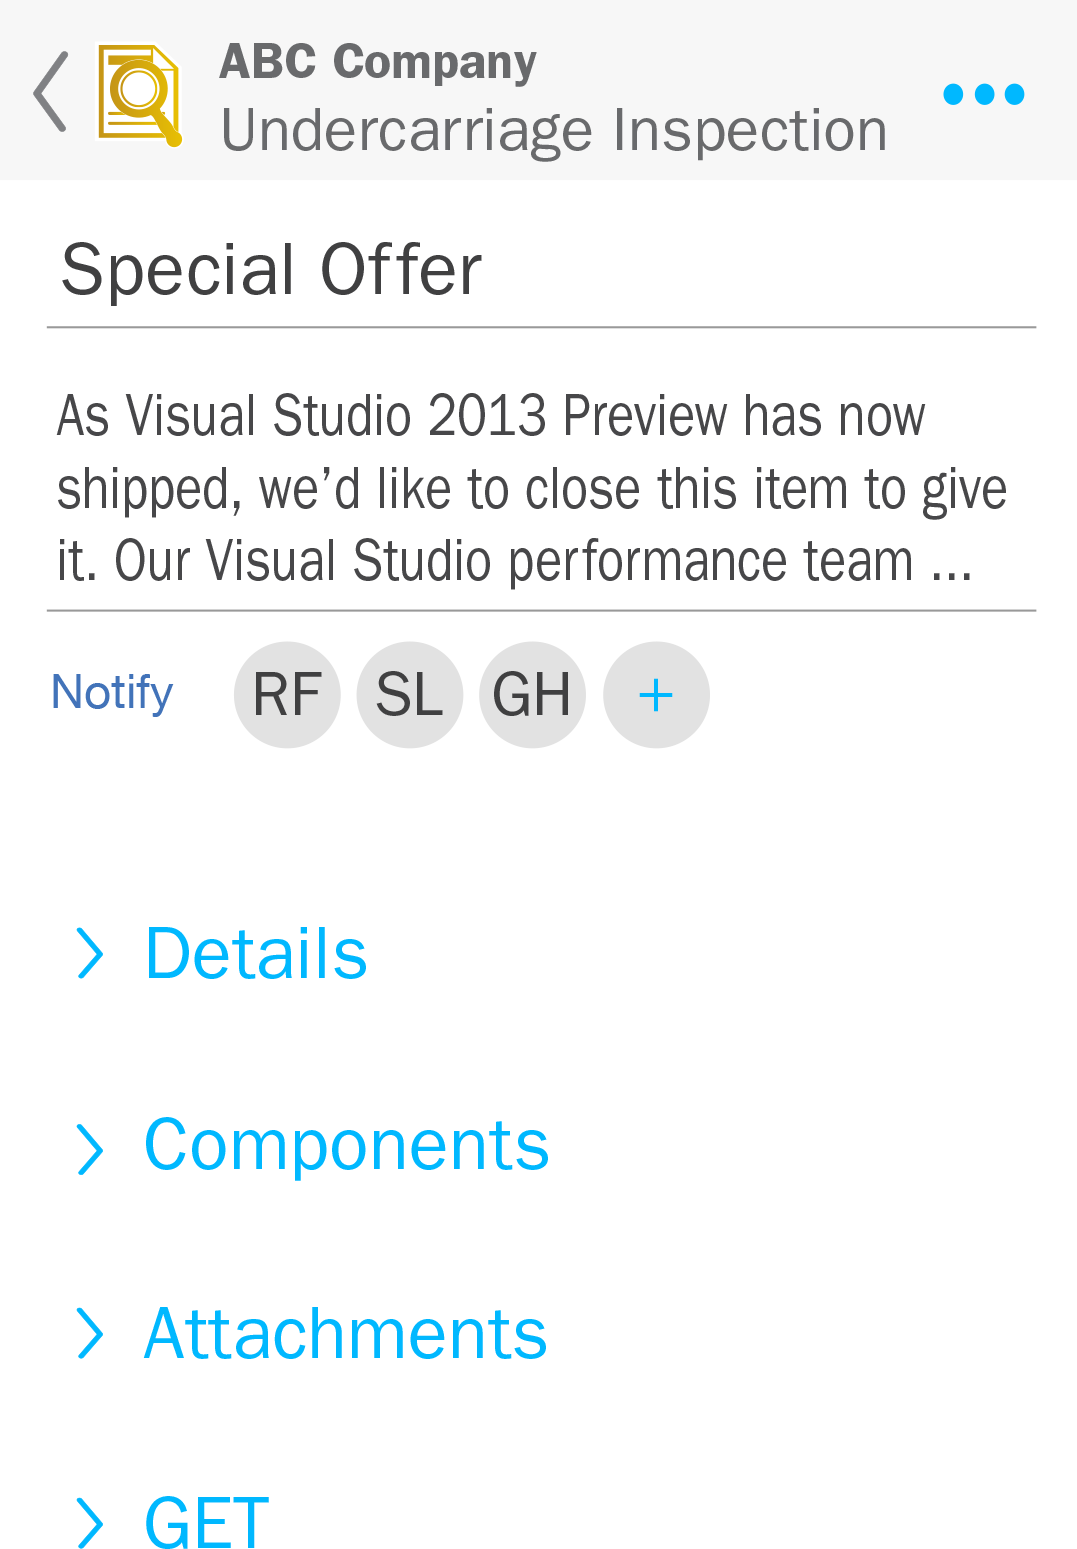 ABC Company
Undercarriage Inspection
Special Offer
As Visual Studio 2013 Preview has now
shipped, we’d like to close this item to give
it. Our Visual Studio performance team ...
Notify RF SL GH +
Details
Components
Attachments
GET